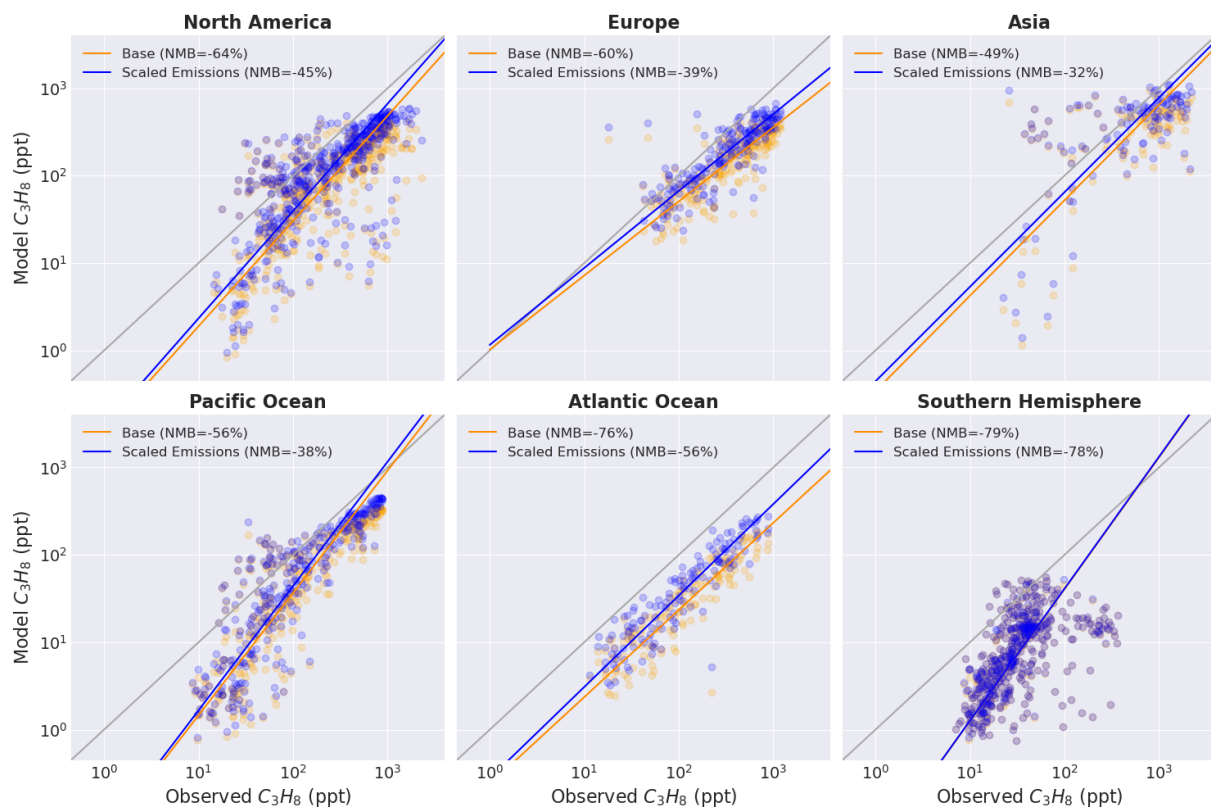 North America
Base (NMB=-64%)
Scaled Emissions (NMB=-45%)
Europe
Base (NMB=-60%)
Scaled Emissions (NMB=-39%)
Asia
Base (NMB=-49%)
Scaled Emissions (NMB=-32%)
Model C₃H₈ (ppt)
10³
10²
10¹
10⁰
Pacific Ocean
Base (NMB=-56%)
Scaled Emissions (NMB=-38%)
Atlantic Ocean
Base (NMB=-76%)
Scaled Emissions (NMB=-56%)
Southern Hemisphere
Base (NMB=-79%)
Scaled Emissions (NMB=-78%)
Model C₃H₈ (ppt)
10³
10²
10¹
10⁰
10⁰ 10¹ 10² 10³
Observed C₃H₈ (ppt)
10⁰ 10¹ 10² 10³
Observed C₃H₈ (ppt)
10⁰ 10¹ 10² 10³
Observed C₃H₈ (ppt)